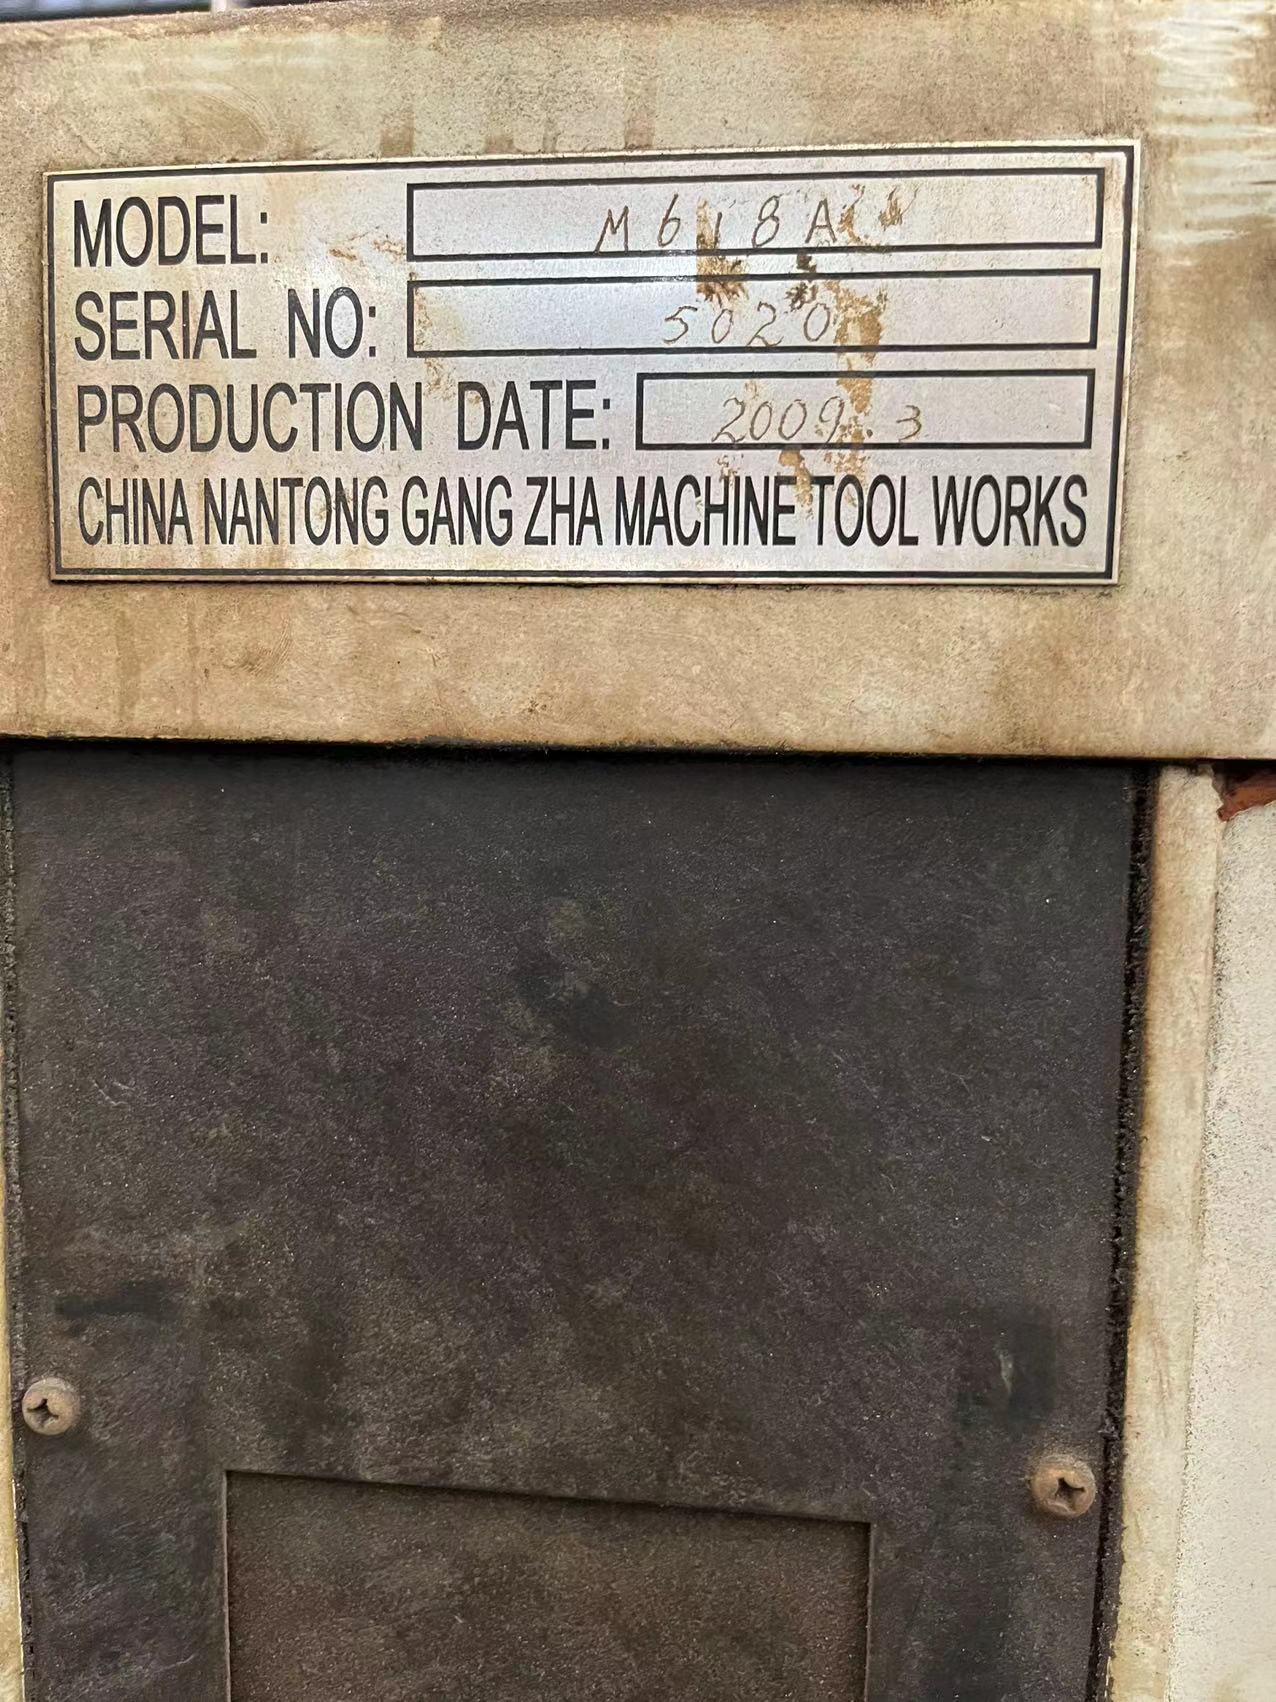 MODEL: M618A
SERIAL NO: 5020
PRODUCTION DATE: 2009.3
CHINA NANTONG GANG ZHA MACHINE TOOL WORKS